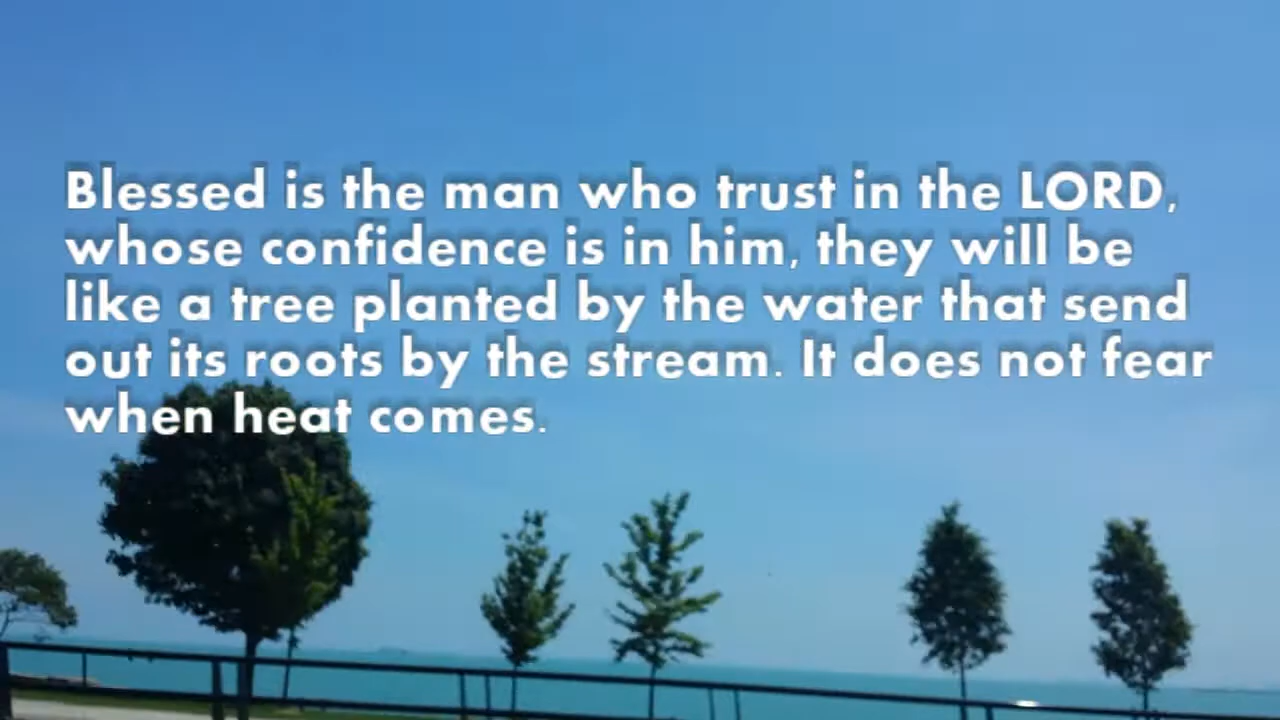 Blessed is the man who trust in the LORD,
whose confidence is in him, they will be
like a tree planted by the water that send
out its roots by the stream. It does not fear
when heat comes.